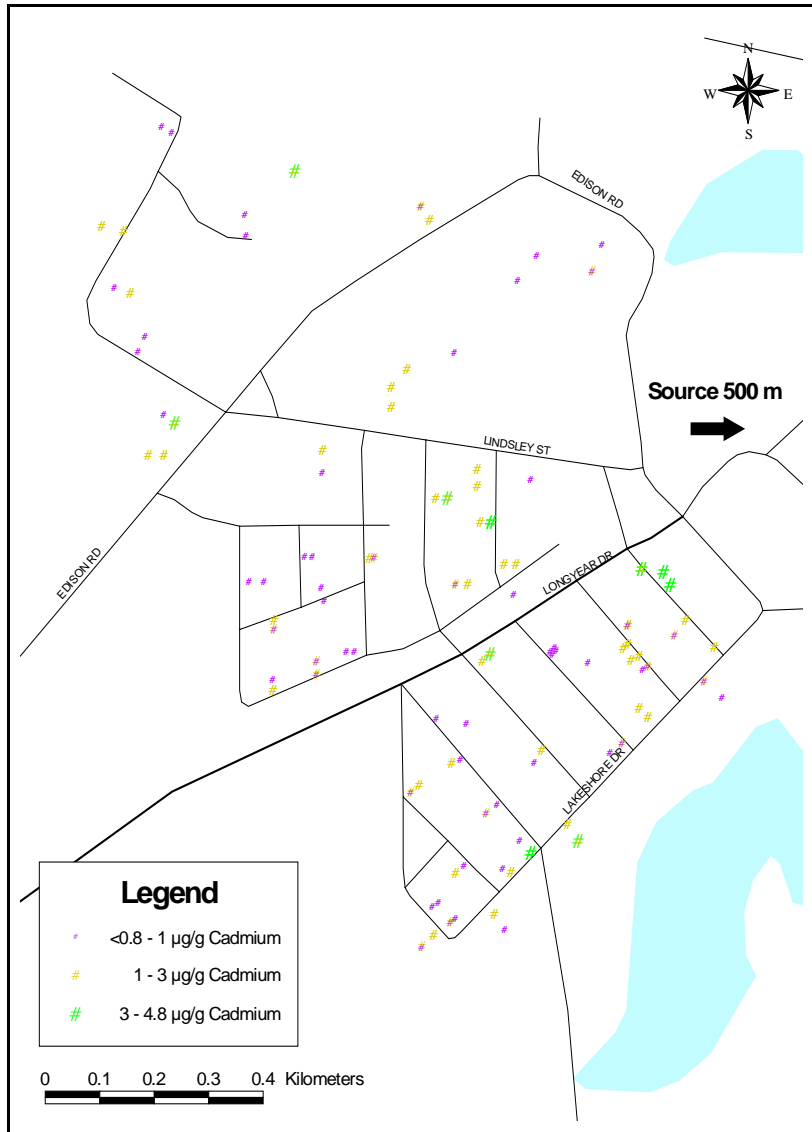 N
W E
S
EDISON RD
Source 500 m
LINDSLEY ST
EDISON RD
LONGYEAR DR
LAKESHORE DR
Legend
# <0.8 - 1 µg/g Cadmium
# 1 - 3 µg/g Cadmium
# 3 - 4.8 µg/g Cadmium
0 0.1 0.2 0.3 0.4 Kilometers